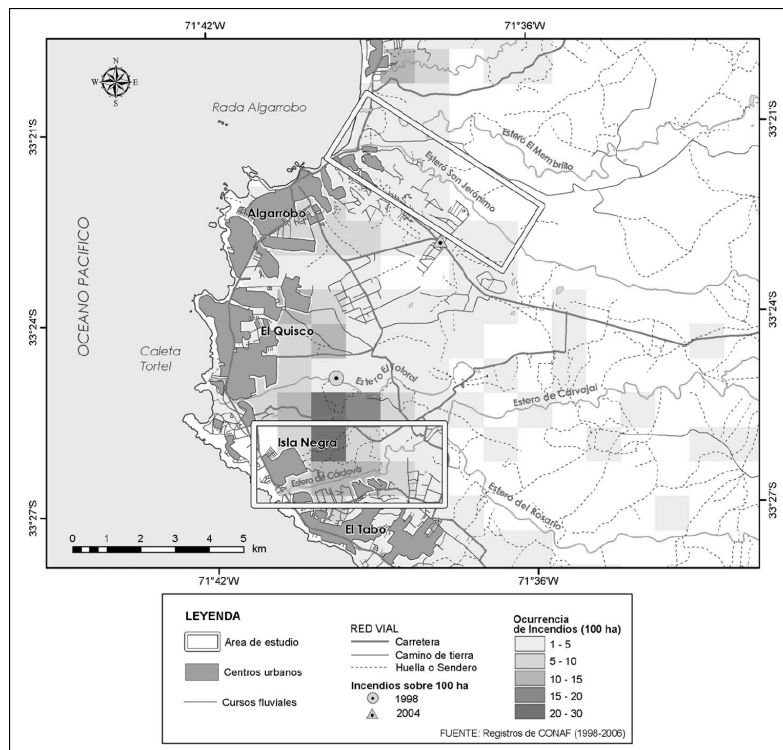 71°42'W
71°36'W
N
W E
S
Rada Algarrobo
33°21'S
33°21'S
Estero El Membrillo
Estero San Jerónimo
Algarrobo
OCEANO PACIFICO
33°24'S
33°24'S
El Quisco
Caleta
Tortel
Estero de Carvajal
Isla Negra
Estero de Córdova
Estero del Rosario
33°27'S
33°27'S
El Tabo
0 1 2 3 4 5
km
71°42'W
71°36'W
LEYENDA
Area de estudio
Centros urbanos
Cursos fluviales
RED VIAL
Carretera
Camino de tierra
Huella o Sendero
Incendios sobre 100 ha
1998
2004
Ocurrencia
de Incendios (100 ha)
1 - 5
5 - 10
10 - 15
15 - 20
20 - 30
FUENTE: Registros de CONAF (1998-2006)